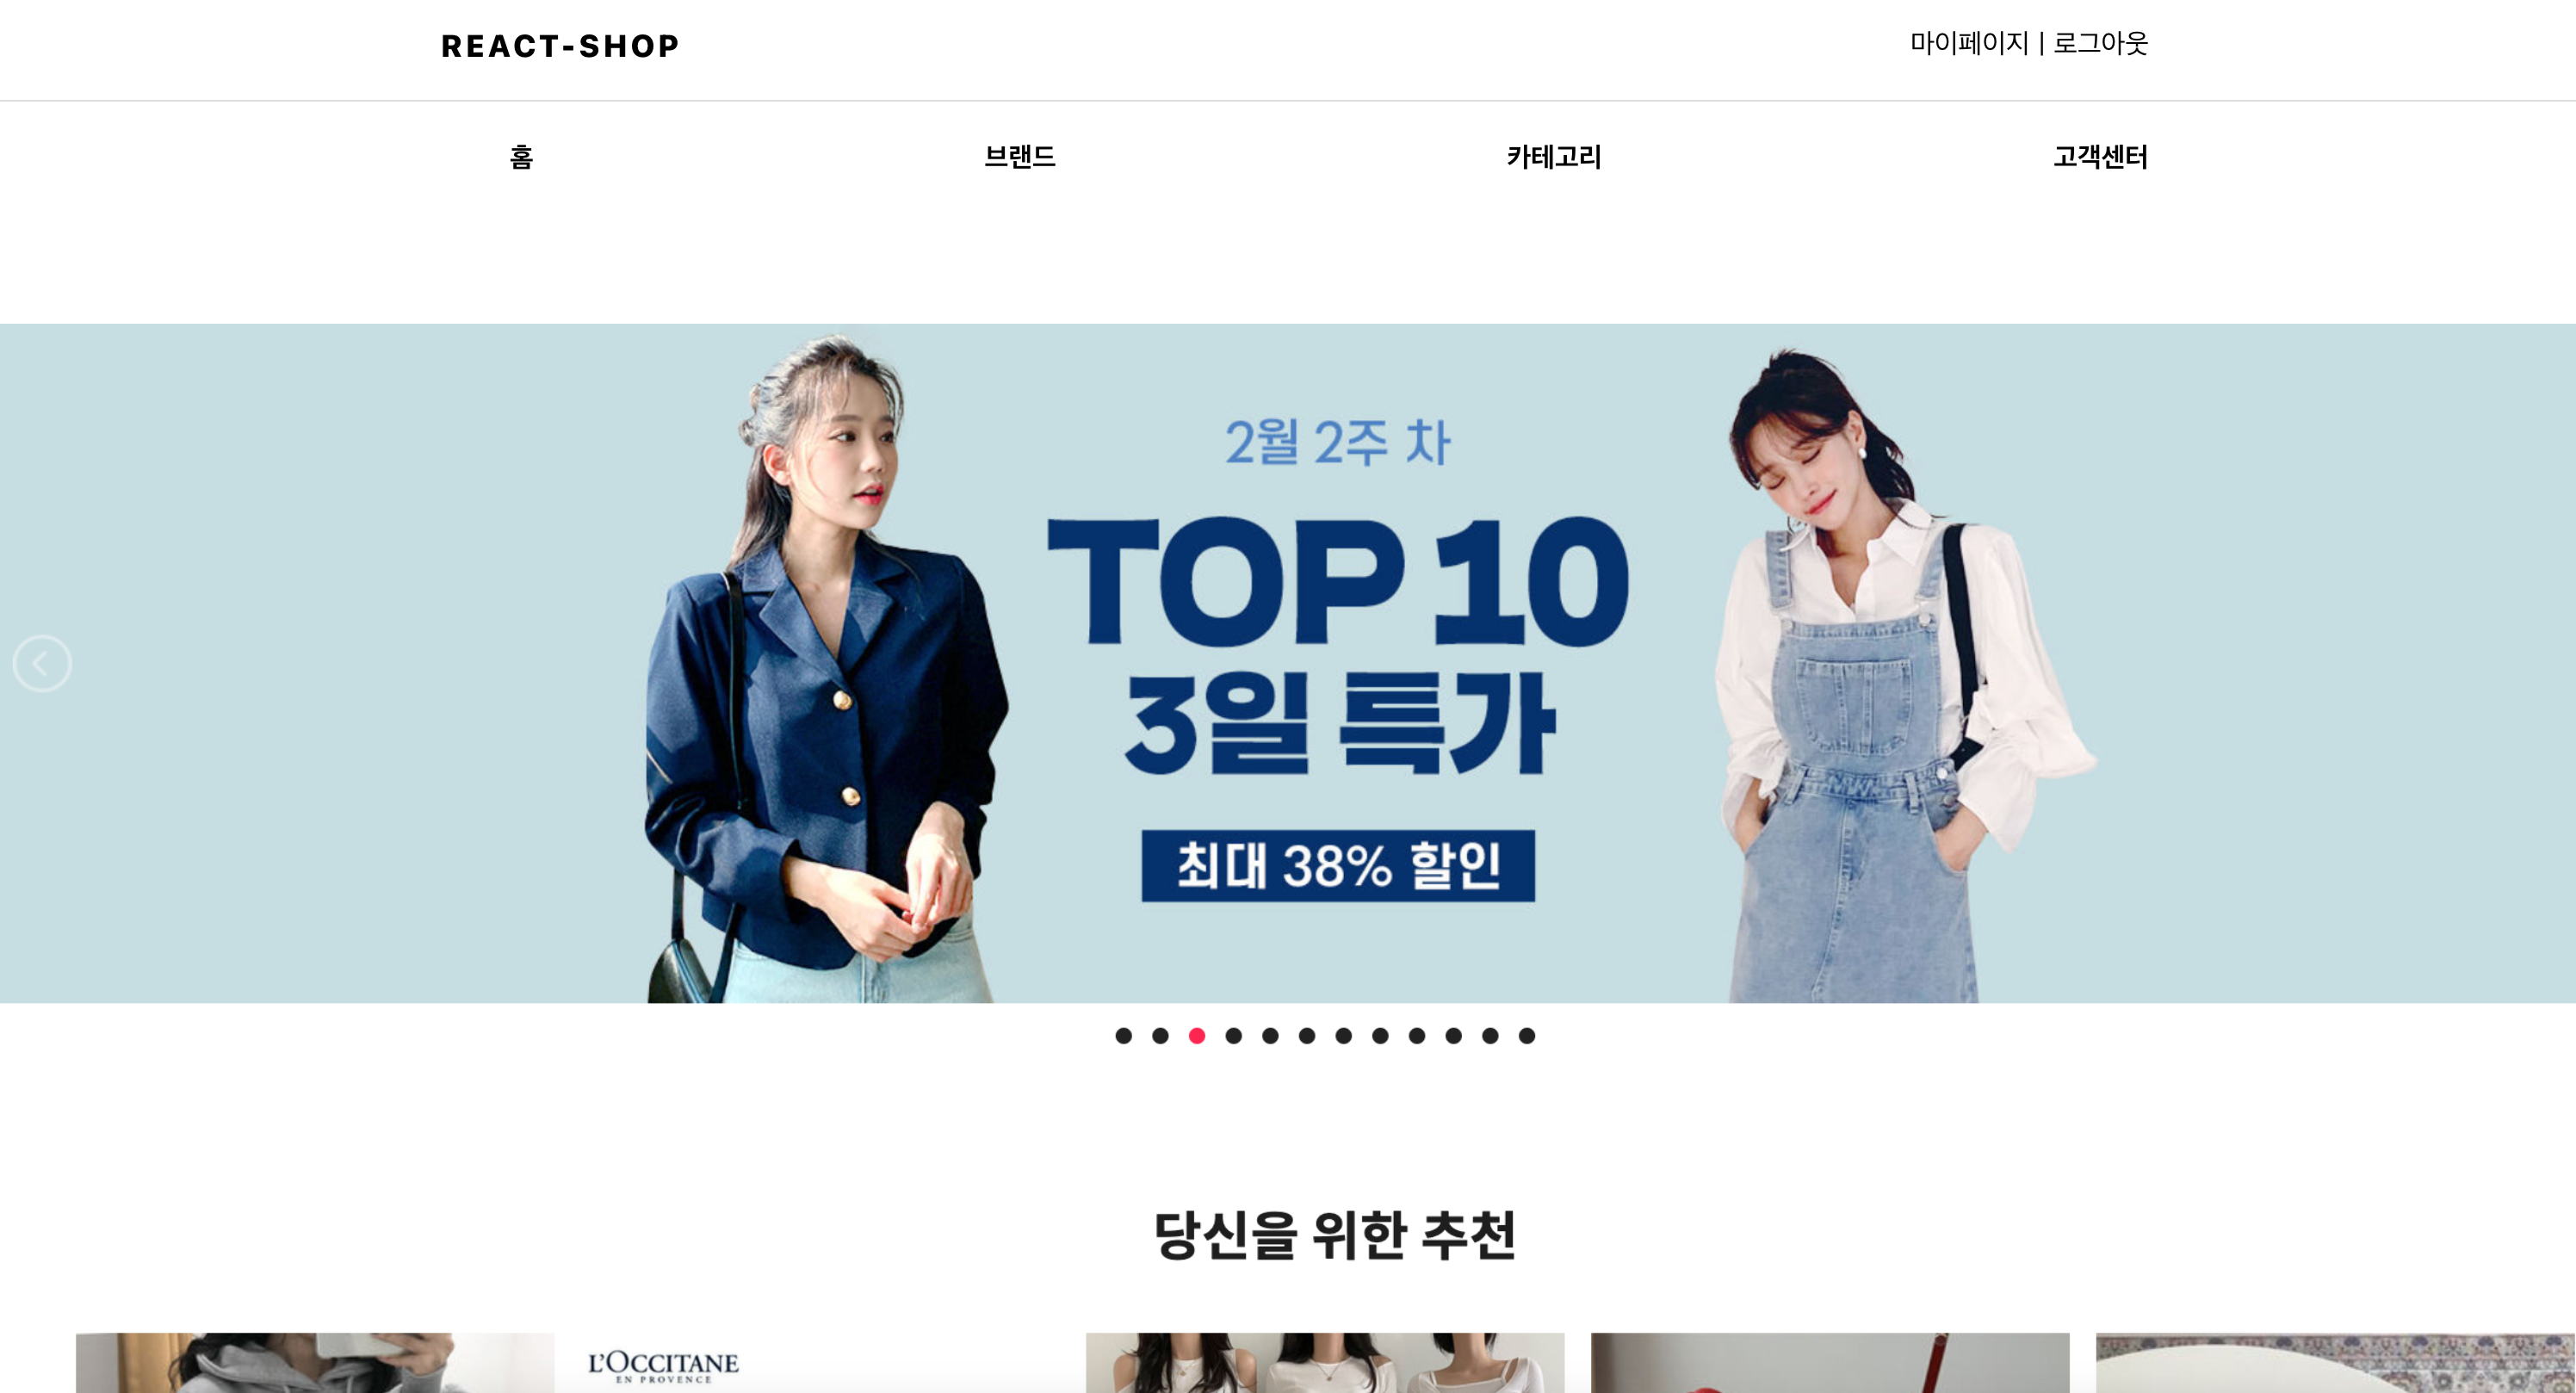 REACT-SHOP
마이페이지 | 로그아웃
홈 브랜드 카테고리 고객센터
2월 2주 차
TOP 10
3일 특가
최대 38% 할인
당신을 위한 추천
L'OCCITANE
EN PROVENCE